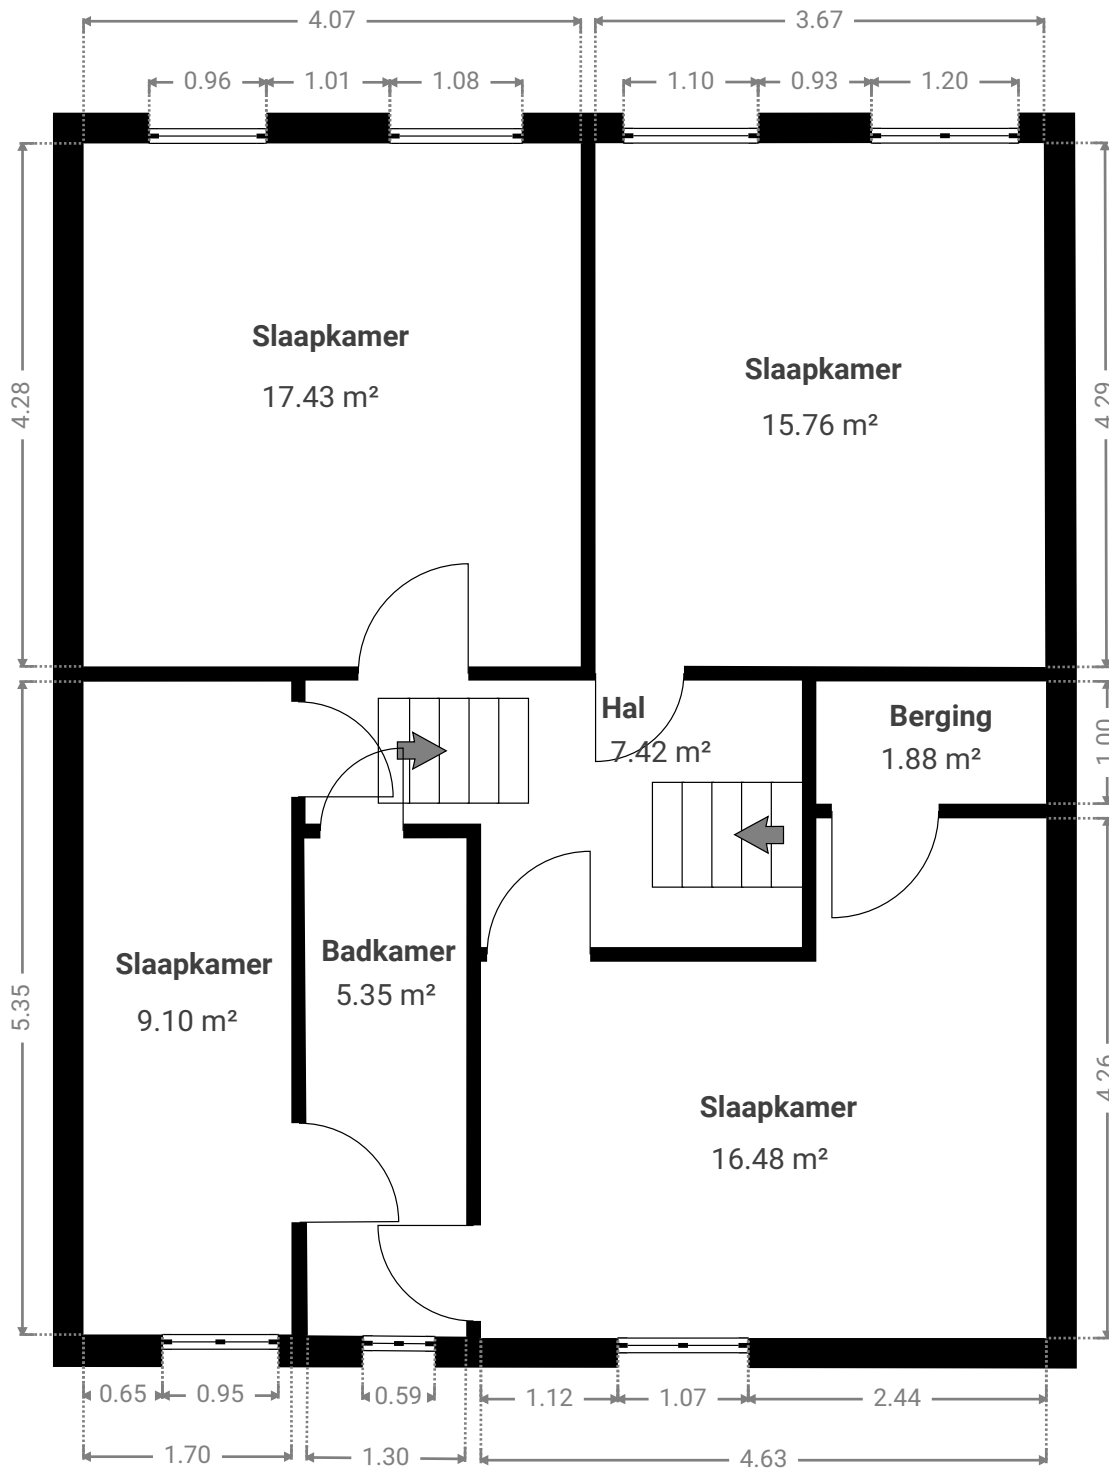 4.07
3.67
0.96
1.01
1.08
1.10
0.93
1.20
4.28
4.29
Slaapkamer
17.43 m²
Slaapkamer
15.76 m²
Hal
7.42 m²
Berging
1.88 m²
1.00
Slaapkamer
9.10 m²
Badkamer
5.35 m²
5.35
4.26
Slaapkamer
16.48 m²
0.65
0.95
0.59
1.12
1.07
2.44
1.70
1.30
4.63